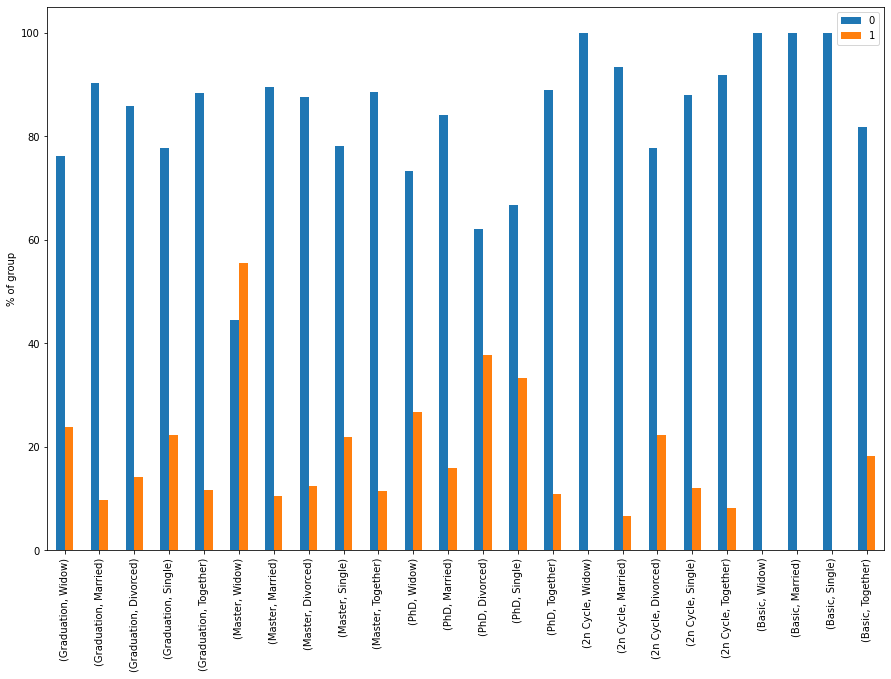 0
1
100
80
60
40
20
0
% of group
(Graduation, Widow)
(Graduation, Married)
(Graduation, Divorced)
(Graduation, Single)
(Graduation, Together)
(Master, Widow)
(Master, Married)
(Master, Divorced)
(Master, Single)
(Master, Together)
(PhD, Widow)
(PhD, Married)
(PhD, Divorced)
(PhD, Single)
(PhD, Together)
(2n Cycle, Widow)
(2n Cycle, Married)
(2n Cycle, Divorced)
(2n Cycle, Single)
(2n Cycle, Together)
(Basic, Widow)
(Basic, Married)
(Basic, Single)
(Basic, Together)